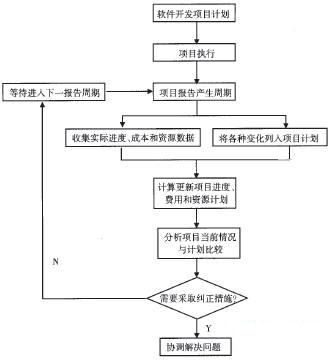 软件开发项目计划
项目执行
等待进入下一报告周期
项目报告产生周期
收集实际进度、成本和资源数据
将各种变化列入项目计划
计算更新项目进度、
费用和资源计划
分析项目当前情况
与计划比较
N
需要采取纠正措施?
Y
协调解决问题